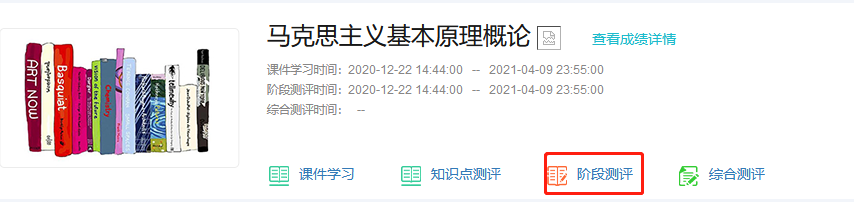 马克思主义基本原理概论 查看成绩详情
课件学习时间：2020-12-22 14:44:00 -- 2021-04-09 23:55:00
阶段测评时间：2020-12-22 14:44:00 -- 2021-04-09 23:55:00
综合测评时间： --
ART NOW
Basquiat
Chemistry
课件学习 知识点测评 阶段测评 综合测评